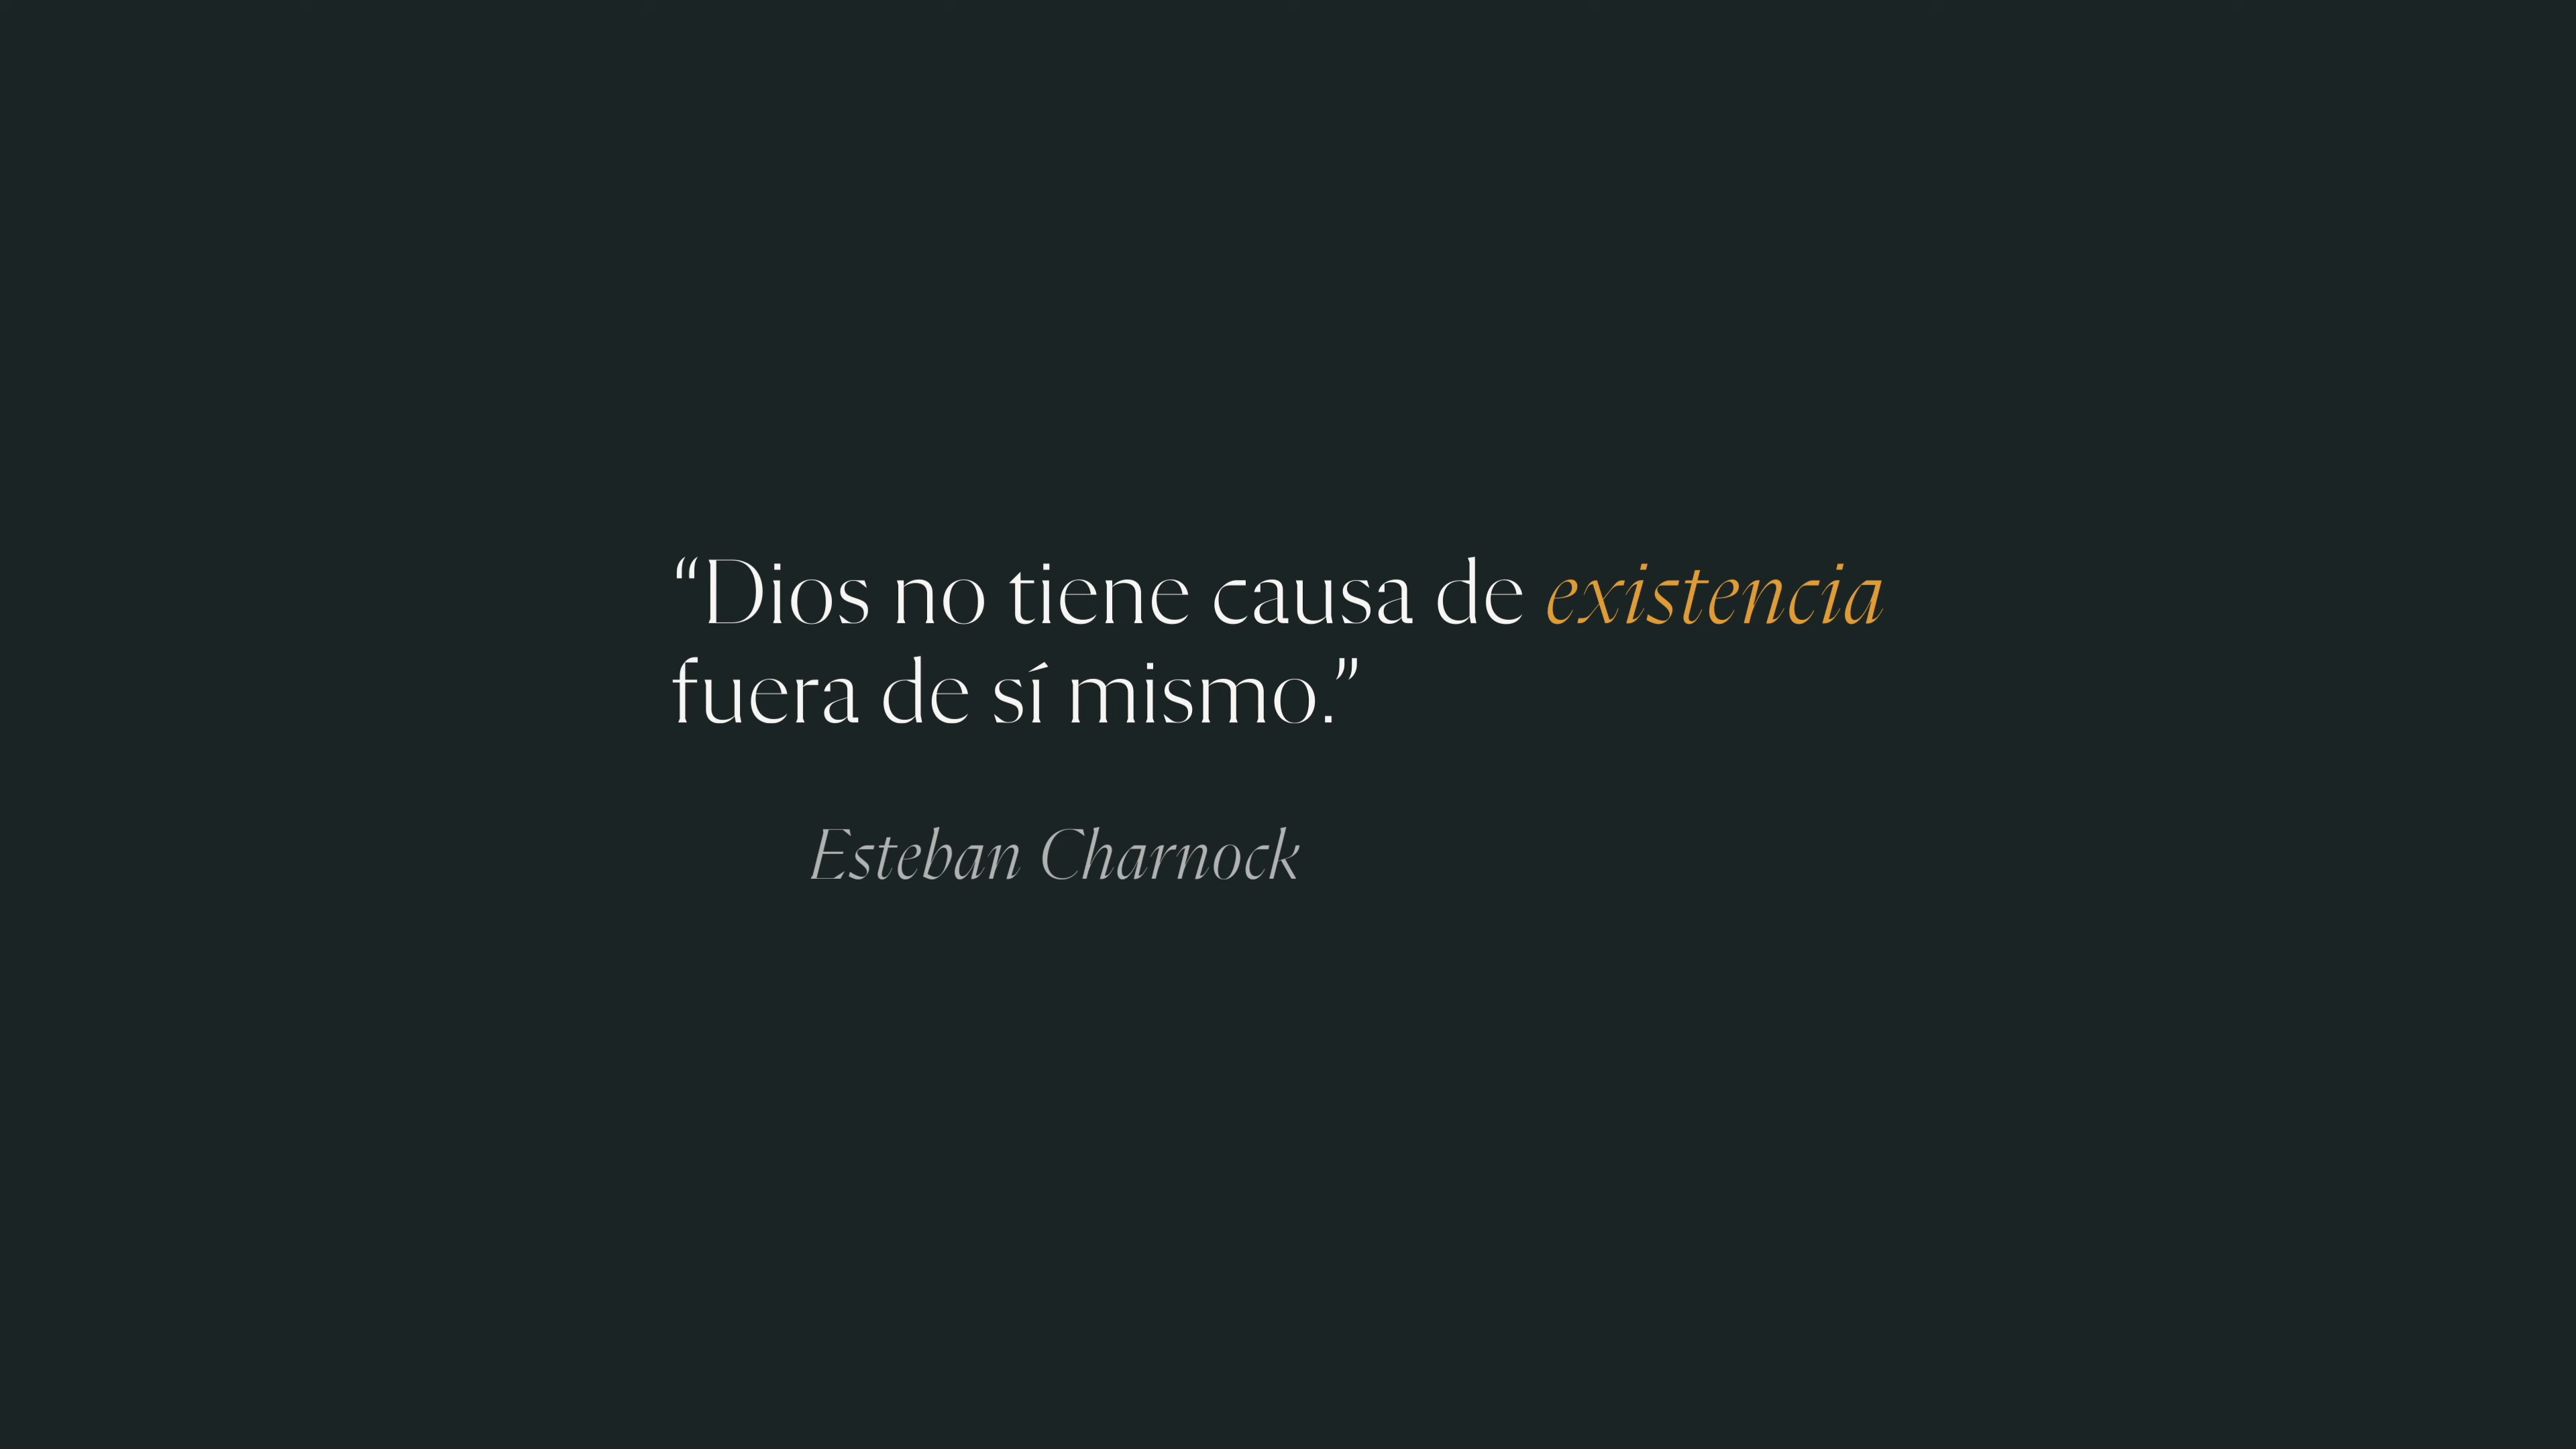 “Dios no tiene causa de existencia
fuera de sí mismo.”
Esteban Charnock